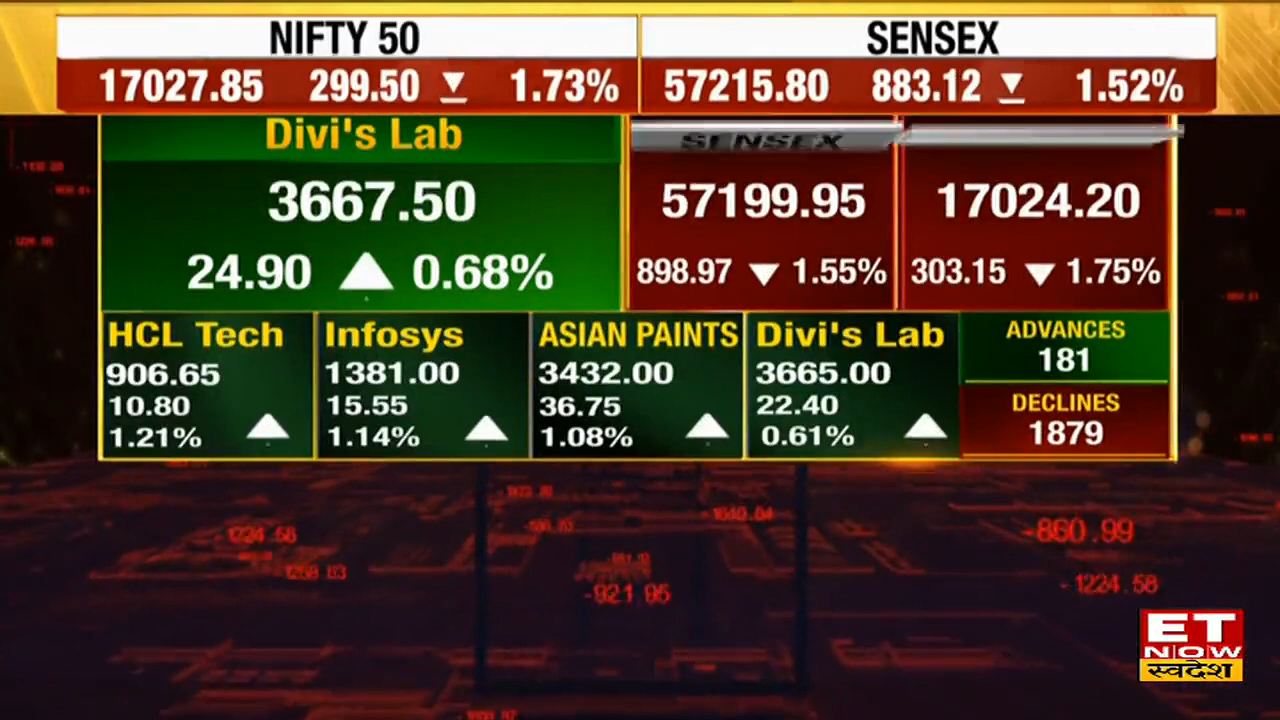 NIFTY 50
17027.85 299.50 ▼ 1.73%
SENSEX
57215.80 883.12 ▼ 1.52%
Divi's Lab
3667.50
24.90 ▲ 0.68%
SENSEX
57199.95
898.97 ▼ 1.55%
17024.20
303.15 ▼ 1.75%
HCL Tech
906.65
10.80
1.21% ▲
Infosys
1381.00
15.55
1.14% ▲
ASIAN PAINTS
3432.00
36.75
1.08% ▲
Divi's Lab
3665.00
22.40
0.61% ▲
ADVANCES
181
DECLINES
1879
-1224.58
-921.95
-860.99
-1224.58
ET
NOW
स्वदेश